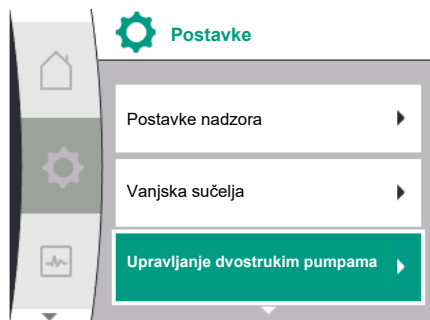 Postavke
Postavke nadzora
Vanjska sučelja
Upravljanje dvostrukim pumpama